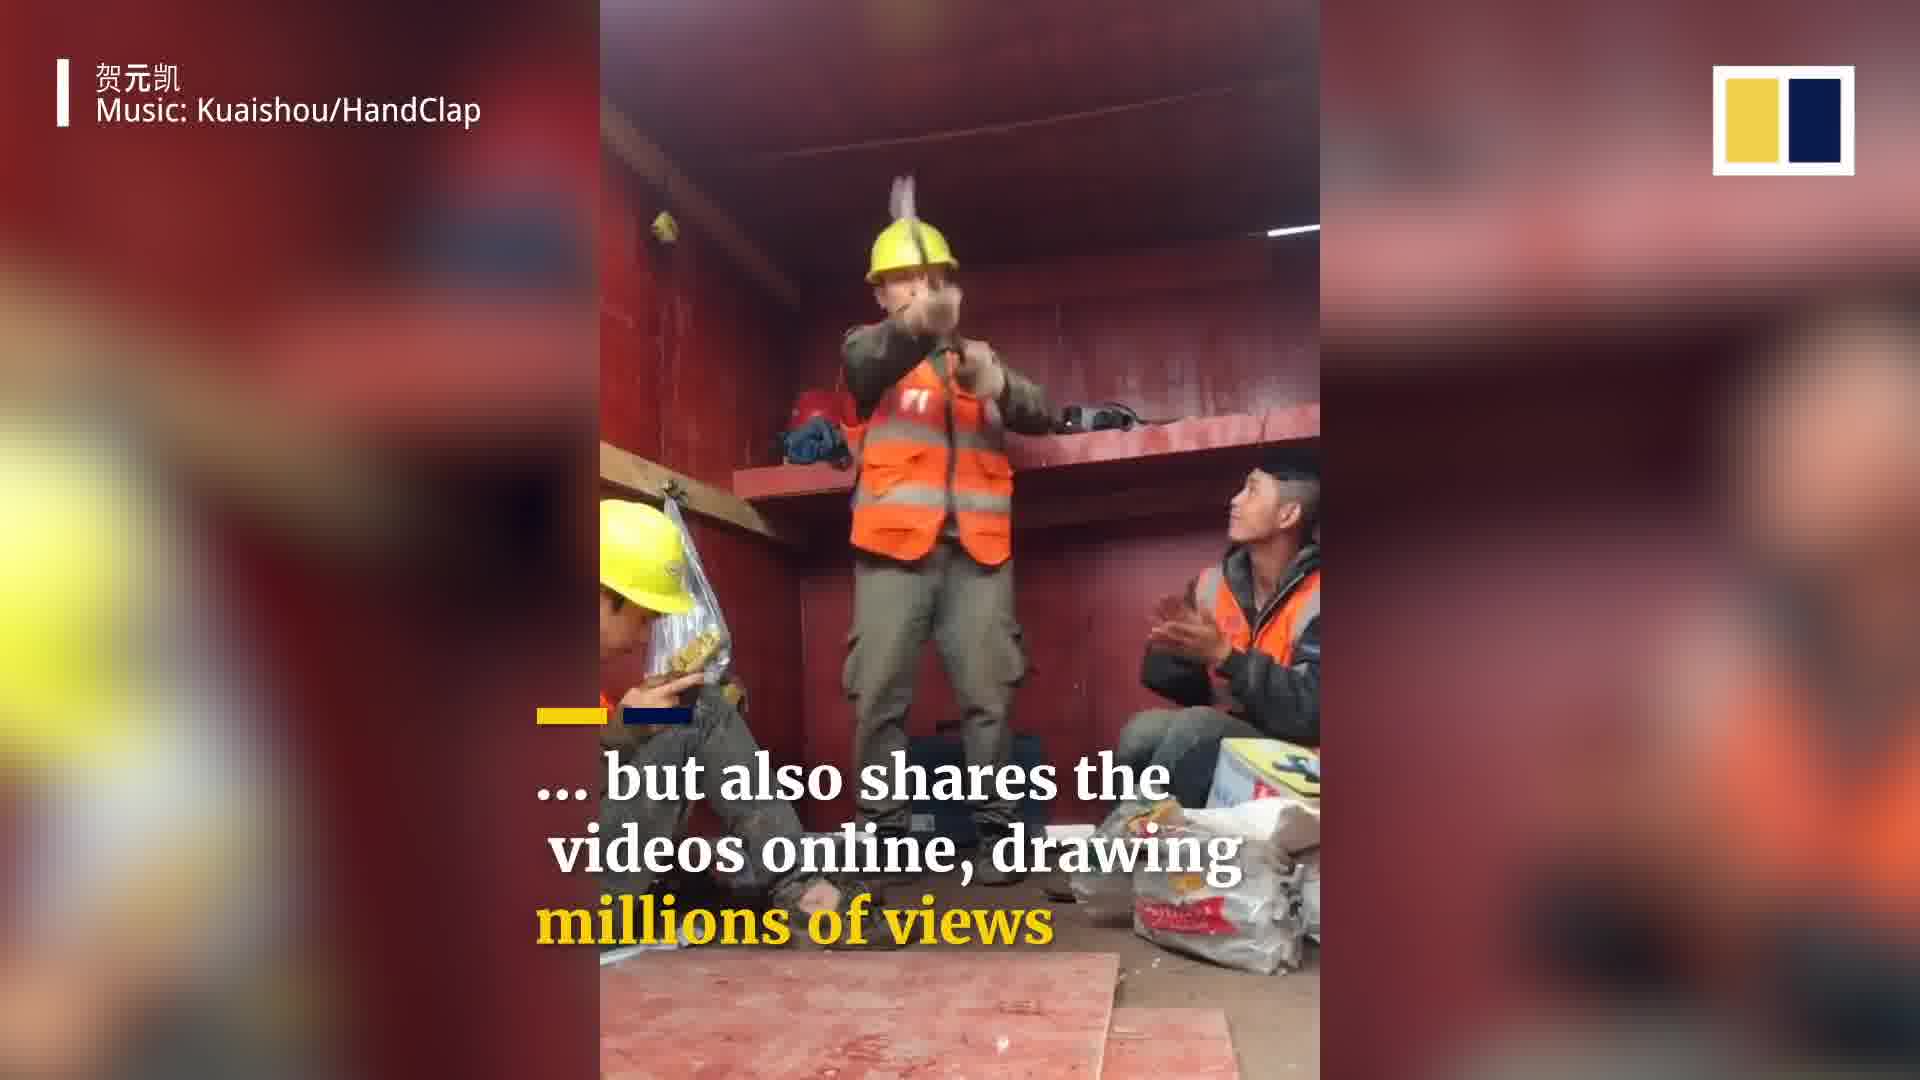 贺元凯
Music: Kuaishou/HandClap
... but also shares the
videos online, drawing
millions of views